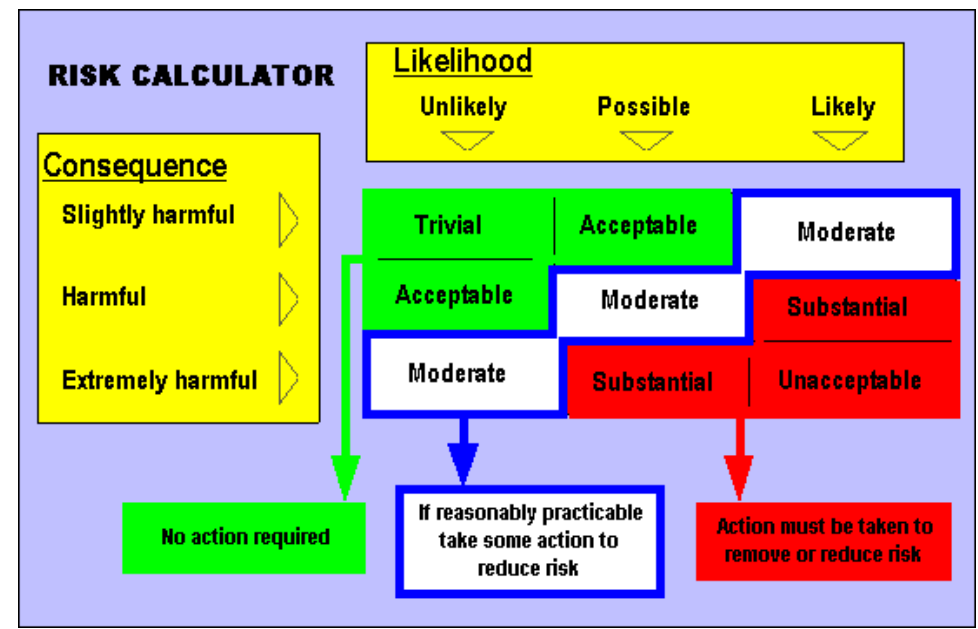 RISK CALCULATOR
Likelihood
Unlikely Possible Likely
Consequence
Slightly harmful
Harmful
Extremely harmful
Trivial Acceptable Moderate
Acceptable Moderate Substantial
Moderate Substantial Unacceptable
No action required
If reasonably practicable
take some action to
reduce risk
Action must be taken to
remove or reduce risk